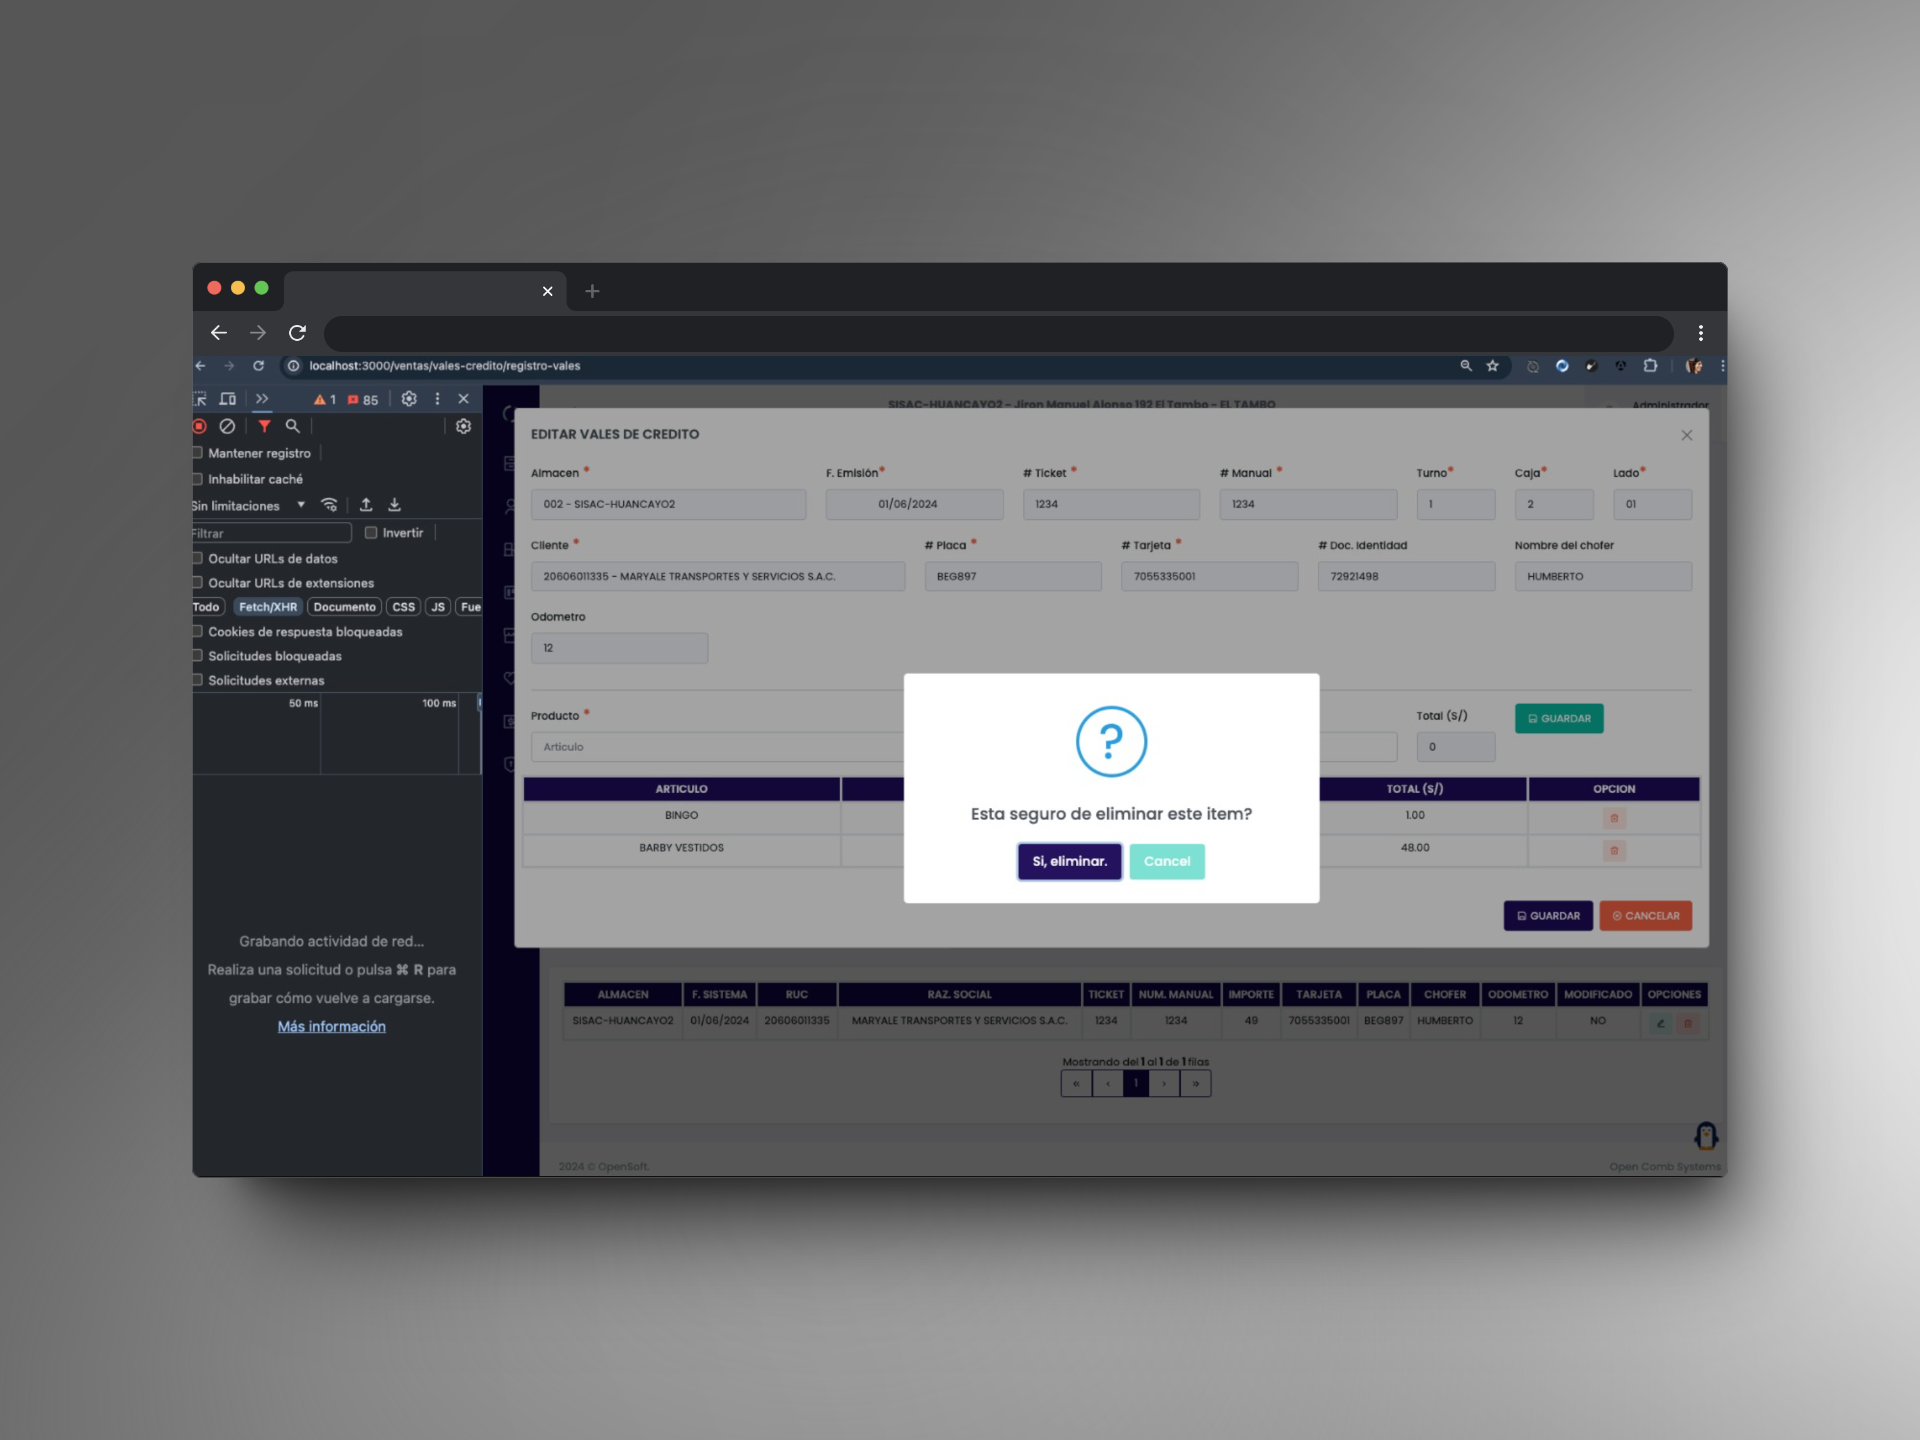 localhost:3000/ventas/vales-credito/registro-vales
1 85
Mantener registro
Inhabilitar caché
Sin limitaciones
Filtrar Invertir
Ocultar URLs de datos
Ocultar URLs de extensiones
Todo Fetch/XHR Documento CSS JS Fue
Cookies de respuesta bloqueadas
Solicitudes bloqueadas
Solicitudes externas
50 ms 100 ms
Grabando actividad de red...
Realiza una solicitud o pulsa ⌘ R para
grabar cómo vuelve a cargarse.
Más información
SISAC-HUANCAYO2 - Jiron Manuel Alonso 192 El Tambo - EL TAMBO
Administrador
EDITAR VALES DE CREDITO
Almacen * F. Emisión* # Ticket * # Manual * Turno* Caja* Lado*
002 - SISAC-HUANCAYO2 01/06/2024 1234 1234 1 2 01
Cliente * # Placa * # Tarjeta * # Doc. Identidad Nombre del chofer
20606011335 - MARYALE TRANSPORTES Y SERVICIOS S.A.C. BEG897 7055335001 72921498 HUMBERTO
Odometro
12
Producto * Total (S/) GUARDAR
Articulo 0
ARTICULO TOTAL (S/) OPCION
BINGO 1.00
BARBY VESTIDOS 48.00
?
Esta seguro de eliminar este item?
Si, eliminar. Cancel
GUARDAR CANCELAR
ALMACEN F. SISTEMA RUC RAZ. SOCIAL TICKET NUM. MANUAL IMPORTE TARJETA PLACA CHOFER ODOMETRO MODIFICADO OPCIONES
SISAC-HUANCAYO2 01/06/2024 20606011335 MARYALE TRANSPORTES Y SERVICIOS S.A.C. 1234 1234 49 7055335001 BEG897 HUMBERTO 12 NO
Mostrando del 1 al 1 de 1 filas
« ‹ 1 › »
2024 © OpenSoft. Open Comb Systems